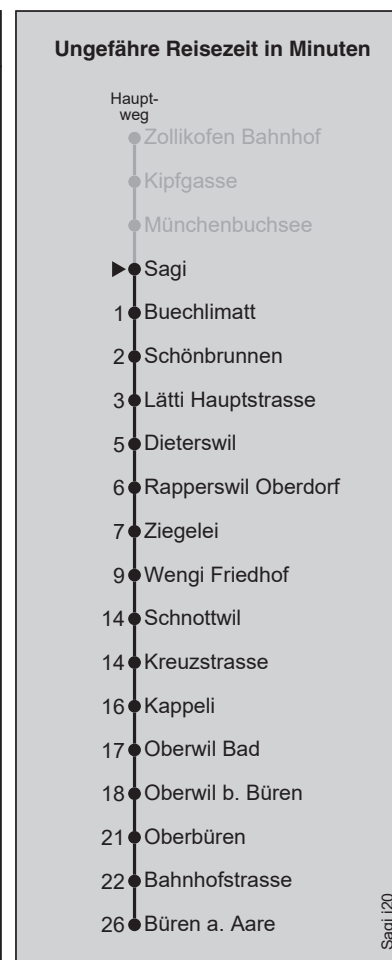 Ungefähre Reisezeit in Minuten
Haupt-
weg
Zollikofen Bahnhof
Kipfgasse
Münchenbuchsee
Sagi
1 Buechlimatt
2 Schönbrunnen
3 Lätti Hauptstrasse
5 Dieterswil
6 Rapperswil Oberdorf
7 Ziegelei
9 Wengi Friedhof
14 Schnottwil
14 Kreuzstrasse
16 Kappeli
17 Oberwil Bad
18 Oberwil b. Büren
21 Oberbüren
22 Bahnhofstrasse
26 Büren a. Aare
Sagi j20